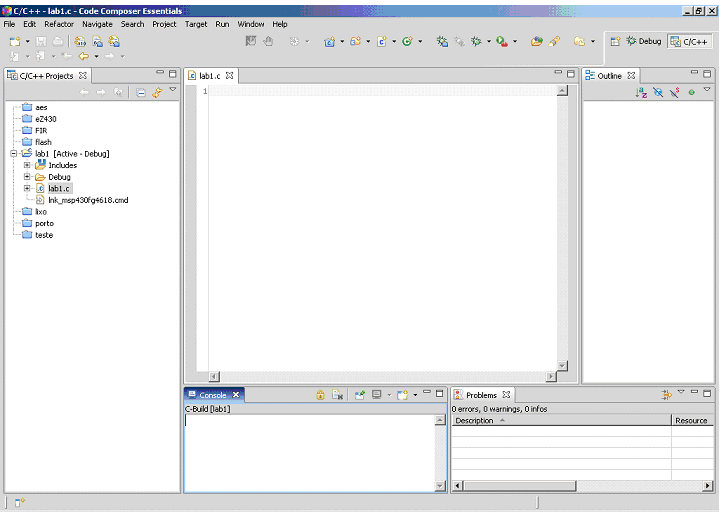 C/C++ - lab1.c - Code Composer Essentials
File Edit Refactor Navigate Search Project Target Run Window Help
Debug C/C++
C/C++ Projects
aes
eZ430
FIR
flash
lab1 [Active - Debug]
Includes
Debug
lab1.c
lnk_msp430fg4618.cmd
lixo
porto
teste
lab1.c
1
Outline
Console
C-Build [lab1]
Problems
0 errors, 0 warnings, 0 infos
Description Resource